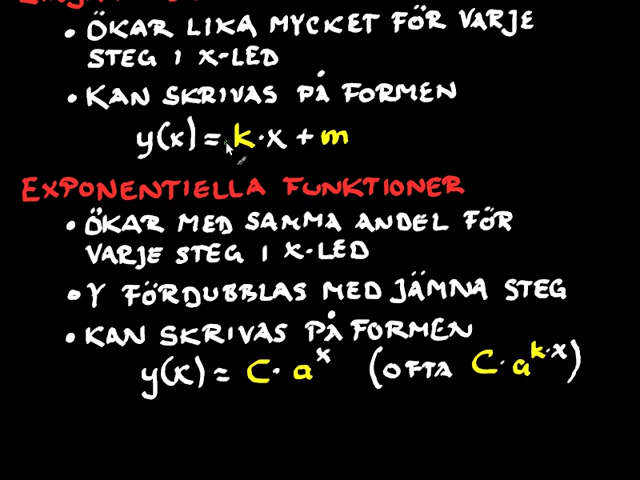 • ÖKAR LIKA MYCKET FÖR VARJE
STEG I X-LED
• KAN SKRIVAS PÅ FORMEN
y(x) = k·x + m
EXPONENTIELLA FUNKTIONER
• ÖKAR MED SAMMA ANDEL FÖR
VARJE STEG I X-LED
• Y FÖRDUBBLAS MED JÄMNA STEG
• KAN SKRIVAS PÅ FORMEN
y(x) = C·a^x (OFTA C·a^k·x)